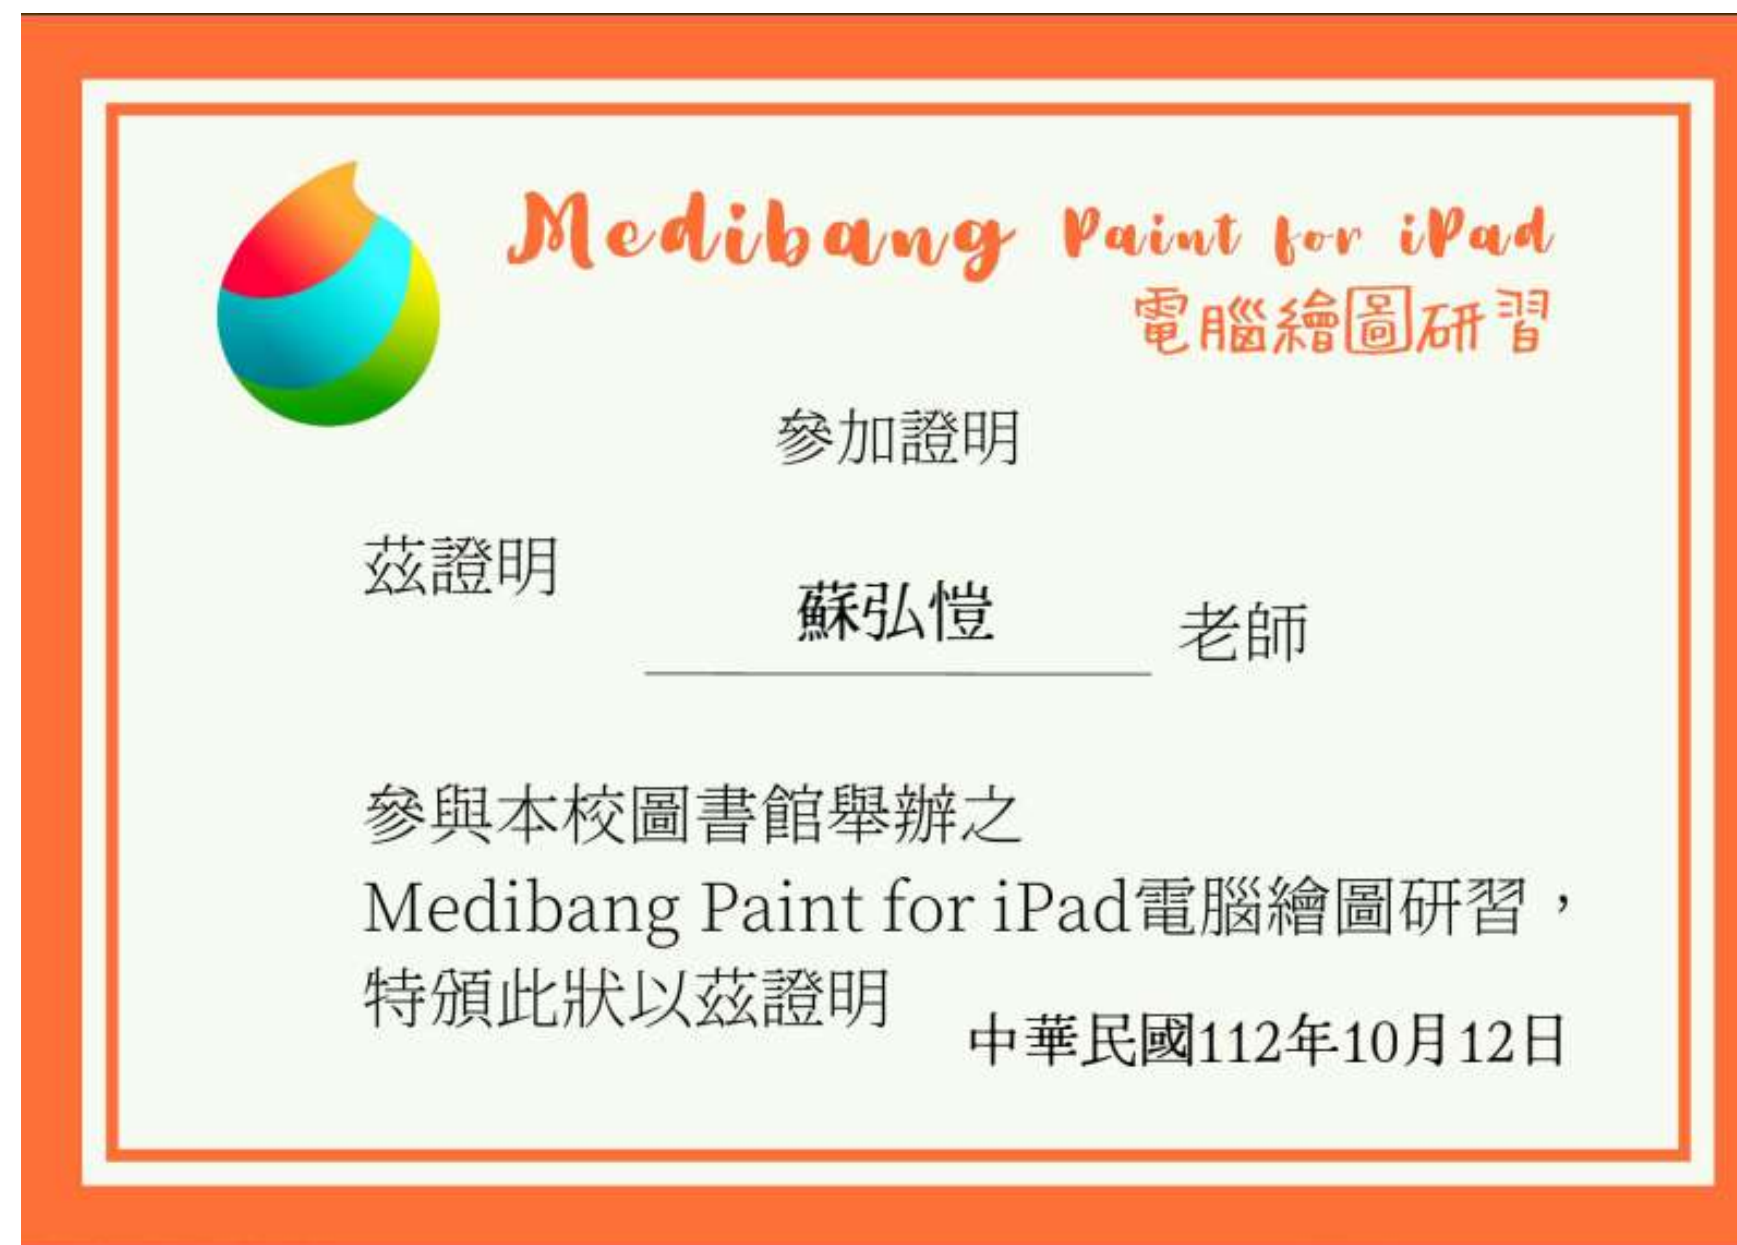 Medibang Paint for iPad
電腦繪圖研習
參加證明
茲證明
蘇弘愷 老師
參與本校圖書館舉辦之
Medibang Paint for iPad電腦繪圖研習，
特頒此狀以茲證明
中華民國112年10月12日